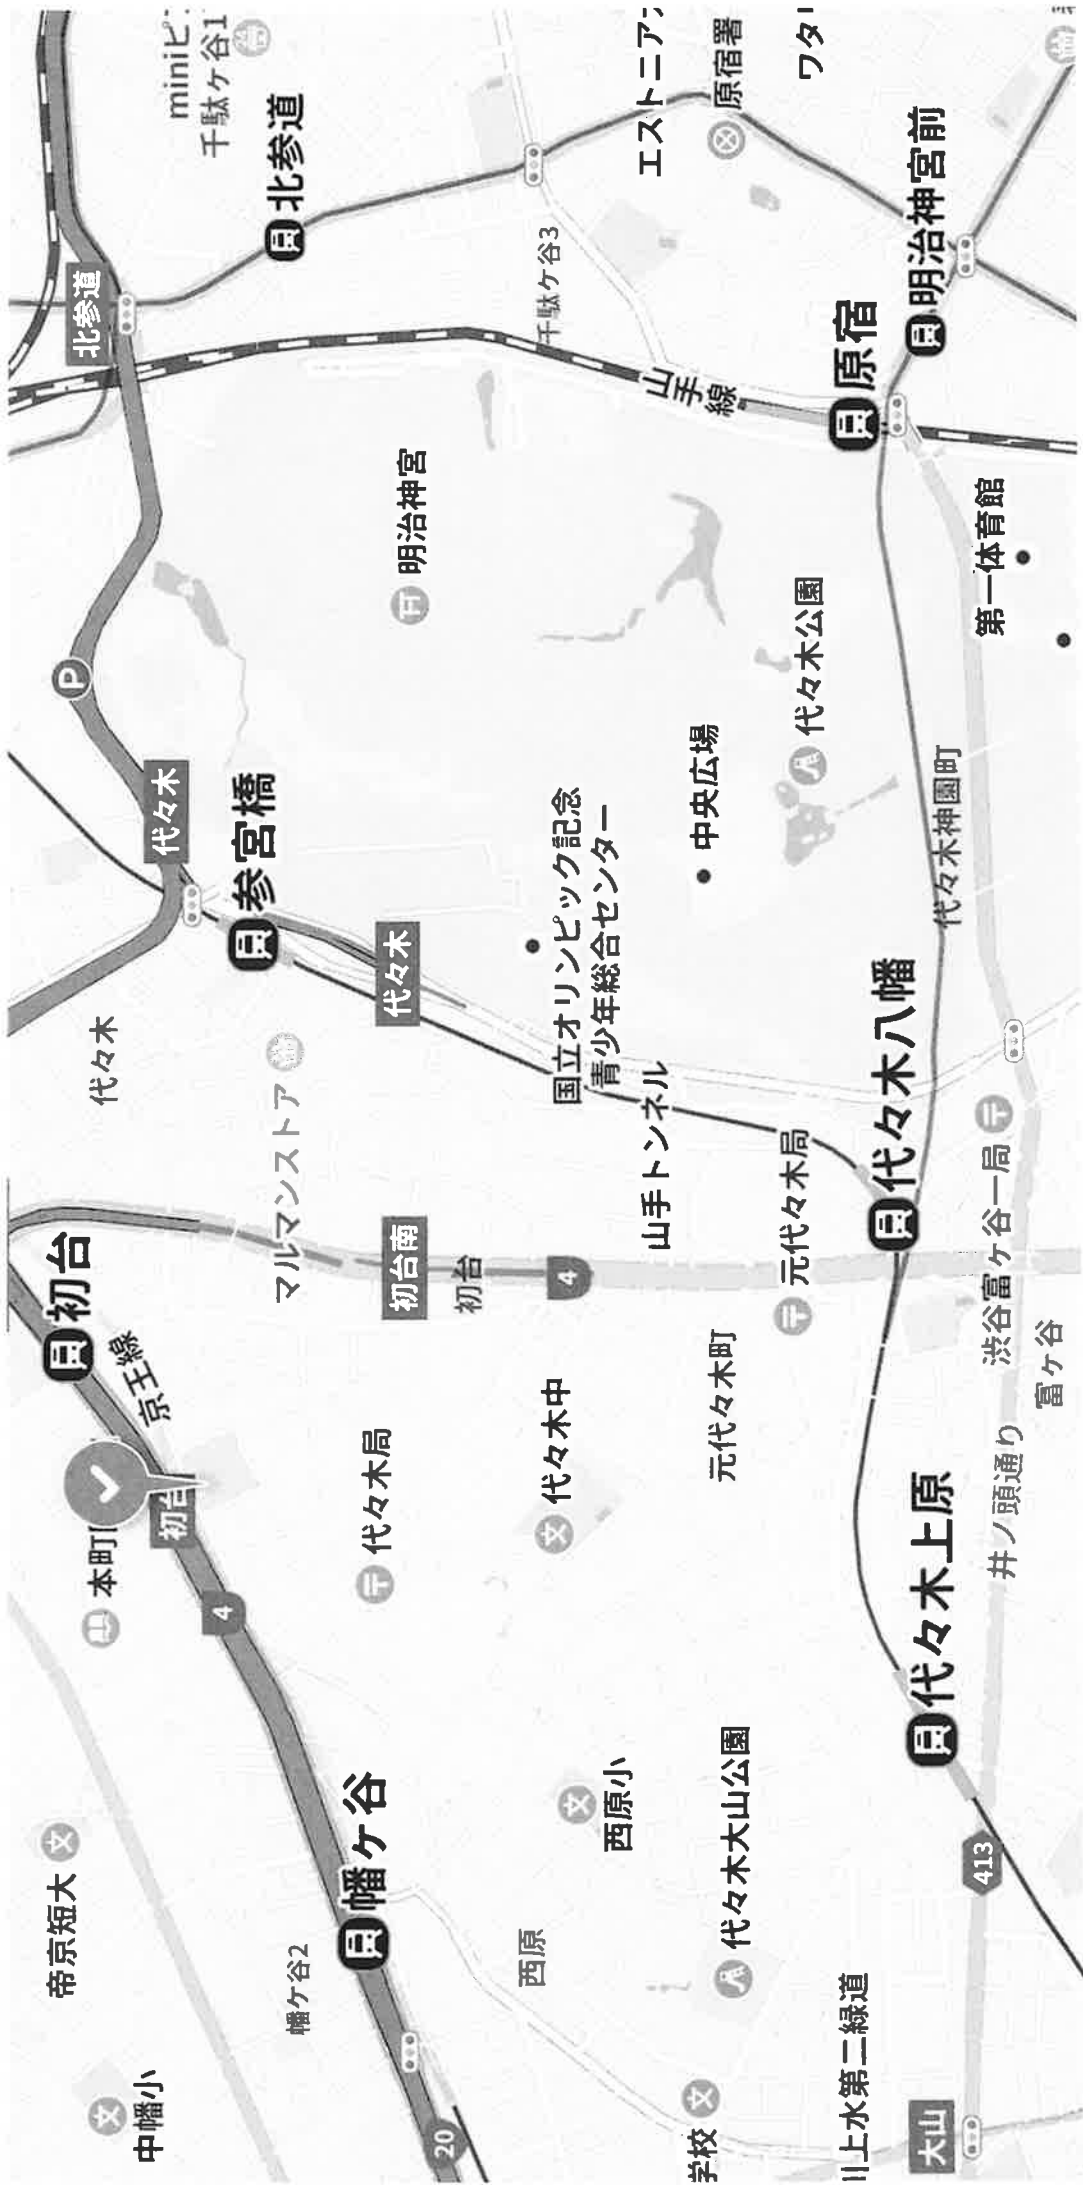 miniピ
千駄ヶ谷1
北参道
北参道
千駄ケ谷3
エストニア
原宿署
ワタ
明治神宮前
原宿
山手線
明治神宮
第一体育館
代々木公園
中央広場
国立オリンピック記念
青少年総合センター
代々木神園町
P
代々木
参宮橋
代々木
代々木
マルマンストア
山手トンネル
元代々木局
代々木八幡
渋谷富ヶ谷一局
富ヶ谷
初台南
初台
4
初台
京王線
初台
本町
4
代々木局
代々木中
元代々木町
井ノ頭通り
代々木上原
413
幡ケ谷
幡ケ谷2
帝京短大
中幡小
西原小
西原
代々木大山公園
20
学校
川上水第二緑道
大山